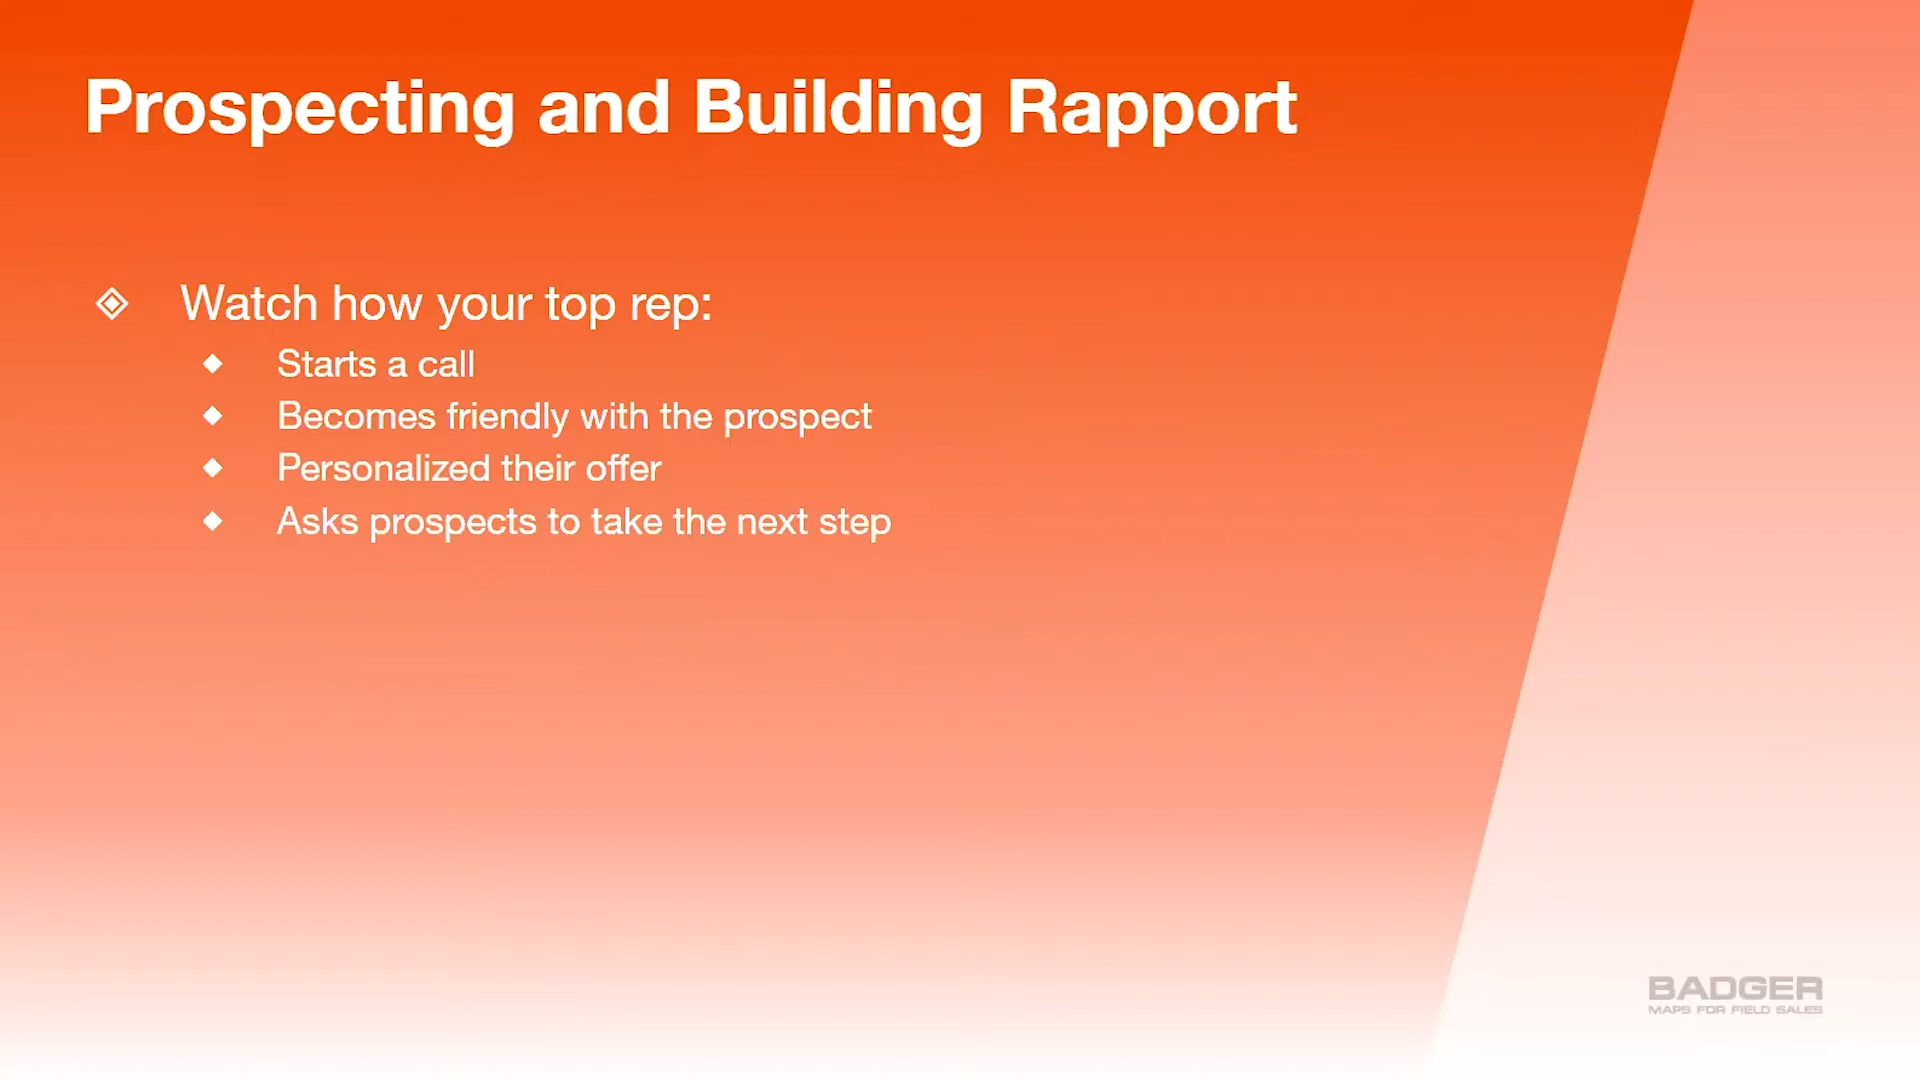 Prospecting and Building Rapport
Watch how your top rep:
Starts a call
Becomes friendly with the prospect
Personalized their offer
Asks prospects to take the next step
BADGER
MAPS FOR FIELD SALES